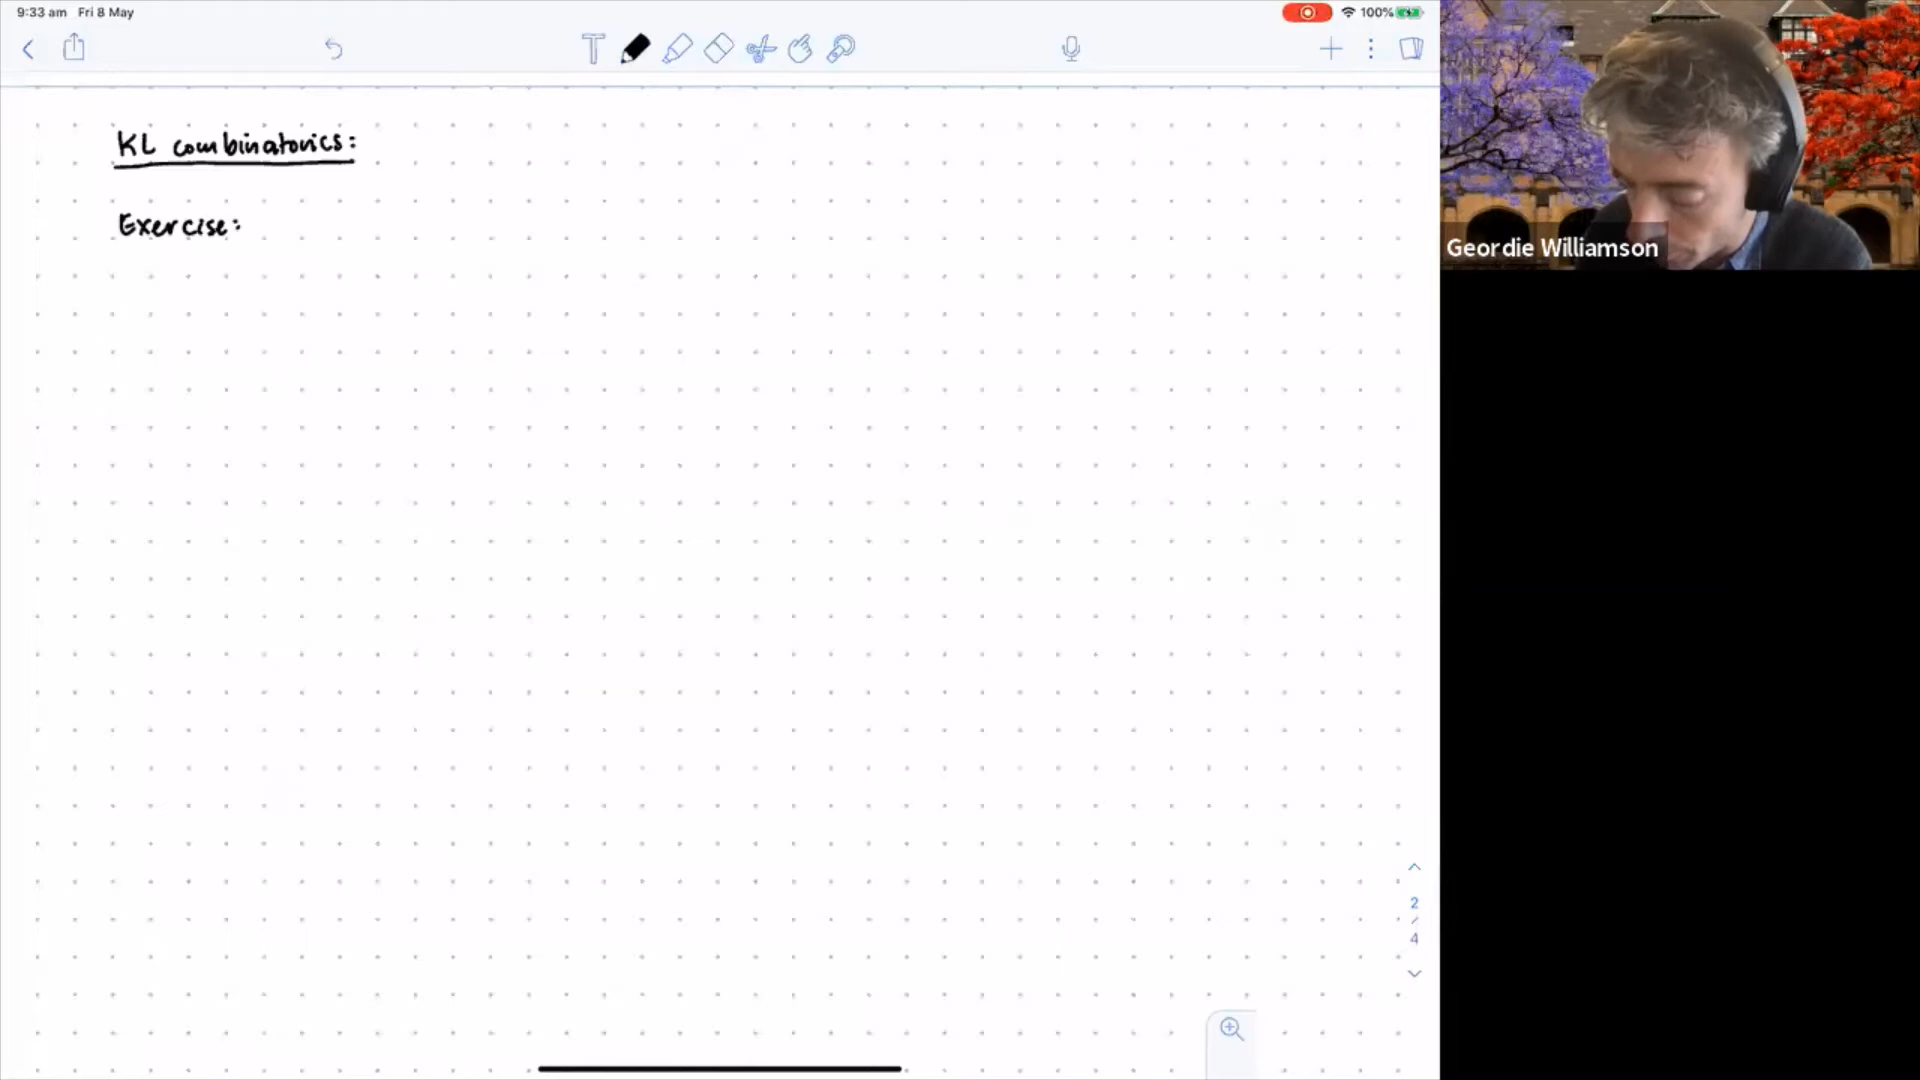 9:33 am Fri 8 May
100%
T
KL combinatorics:
Exercise:
Geordie Williamson
2
/
4